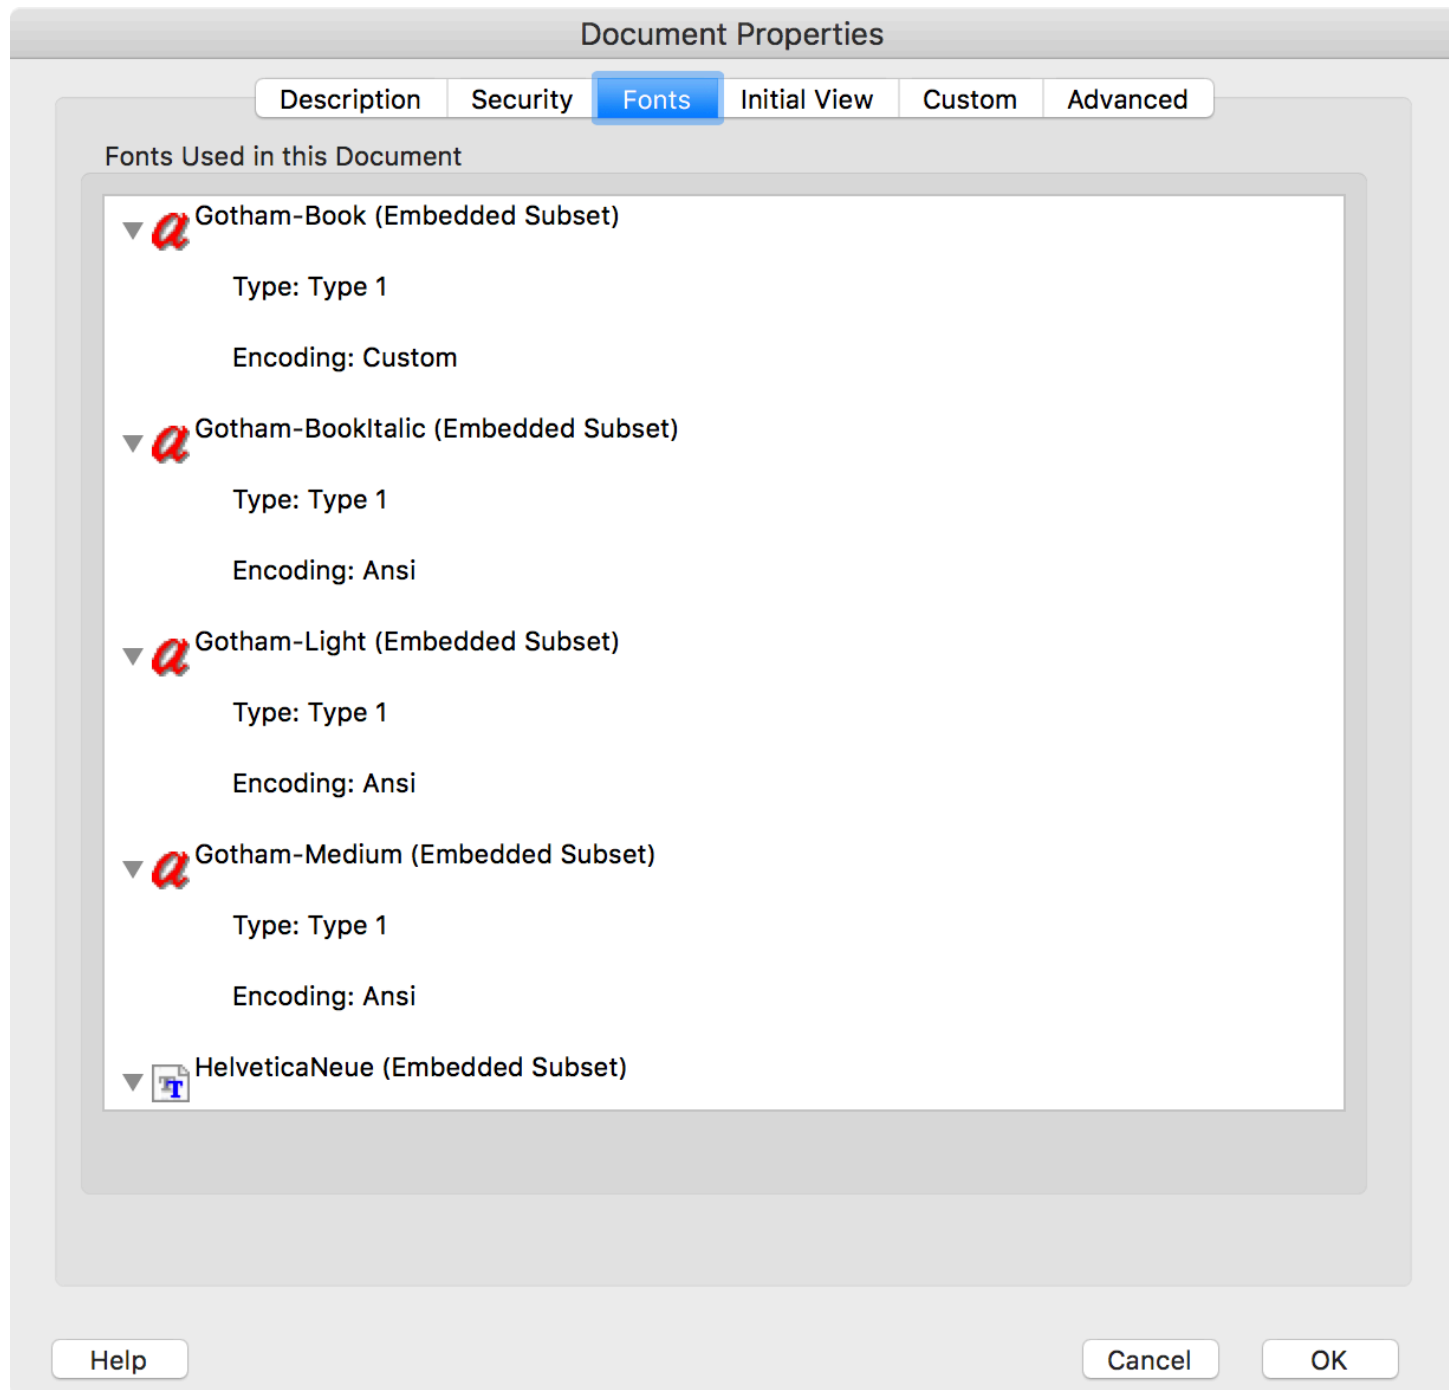 Document Properties
Description Security Fonts Initial View Custom Advanced
Fonts Used in this Document
Gotham-Book (Embedded Subset)
Type: Type 1
Encoding: Custom
Gotham-BookItalic (Embedded Subset)
Type: Type 1
Encoding: Ansi
Gotham-Light (Embedded Subset)
Type: Type 1
Encoding: Ansi
Gotham-Medium (Embedded Subset)
Type: Type 1
Encoding: Ansi
HelveticaNeue (Embedded Subset)
Help Cancel OK